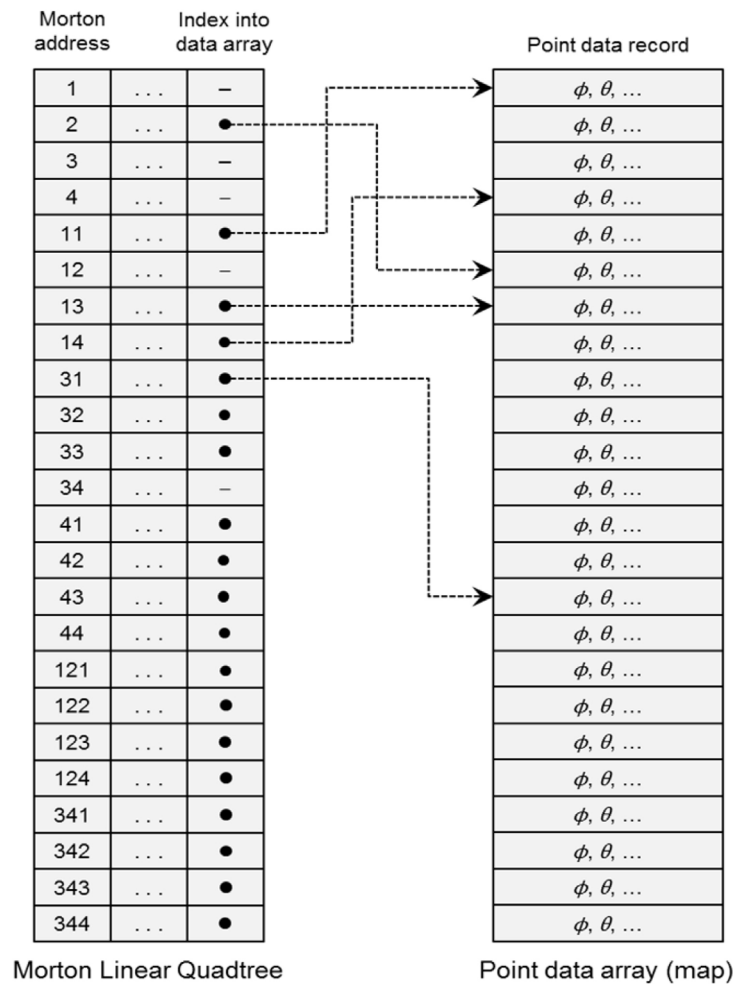 Morton address
Index into data array
Point data record
1 . . . –
ϕ, θ, …
2 . . . ●
ϕ, θ, …
3 . . . –
ϕ, θ, …
4 . . . –
ϕ, θ, …
11 . . . ●
ϕ, θ, …
12 . . . –
ϕ, θ, …
13 . . . ●
ϕ, θ, …
14 . . . ●
ϕ, θ, …
31 . . . ●
ϕ, θ, …
32 . . . ●
ϕ, θ, …
33 . . . ●
ϕ, θ, …
34 . . . –
ϕ, θ, …
41 . . . ●
ϕ, θ, …
42 . . . ●
ϕ, θ, …
43 . . . ●
ϕ, θ, …
44 . . . ●
ϕ, θ, …
121 . . . ●
ϕ, θ, …
122 . . . ●
ϕ, θ, …
123 . . . ●
ϕ, θ, …
124 . . . ●
ϕ, θ, …
341 . . . ●
ϕ, θ, …
342 . . . ●
ϕ, θ, …
343 . . . ●
ϕ, θ, …
344 . . . ●
ϕ, θ, …
Morton Linear Quadtree
Point data array (map)